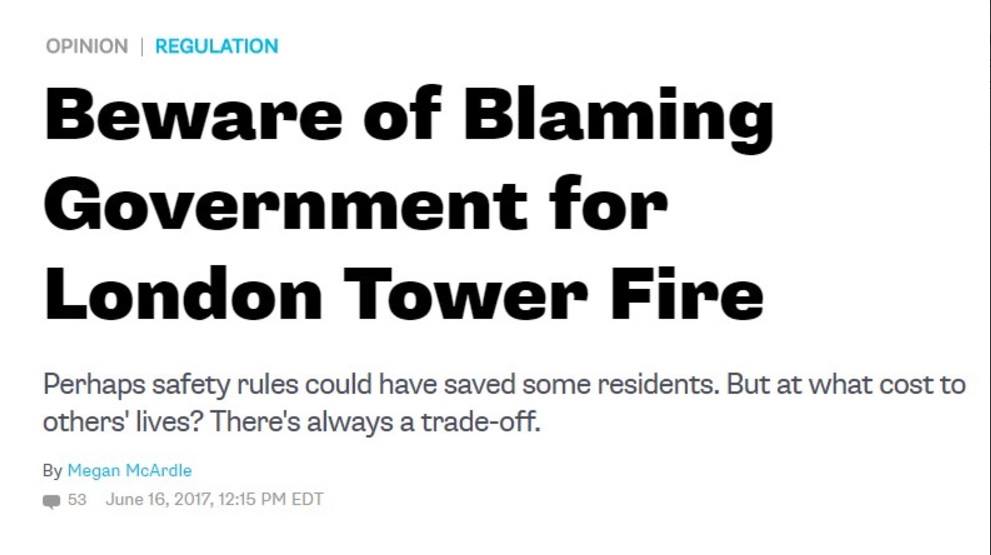 OPINION | REGULATION
Beware of Blaming
Government for
London Tower Fire
Perhaps safety rules could have saved some residents. But at what cost to
others' lives? There's always a trade-off.
By Megan McArdle
53 June 16, 2017, 12:15 PM EDT